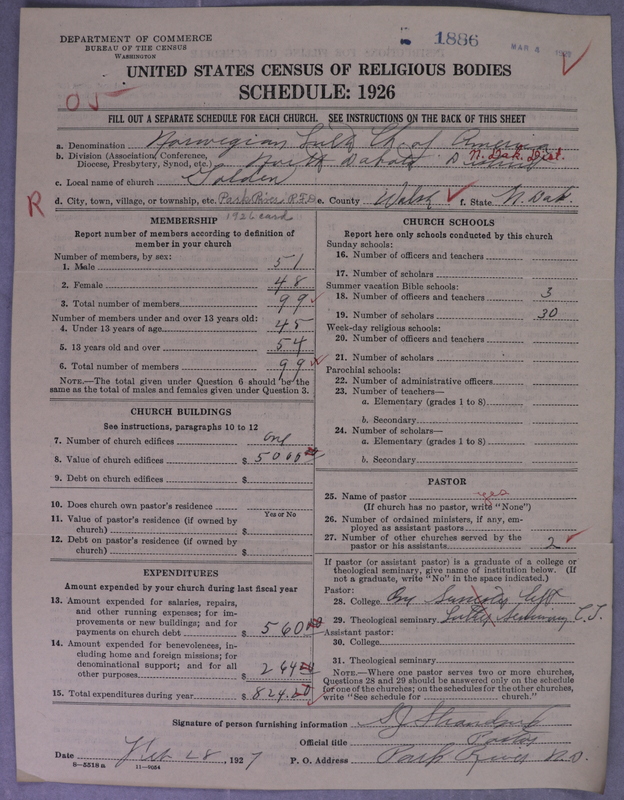 DEPARTMENT OF COMMERCE
BUREAU OF THE CENSUS
WASHINGTON
1886
MAR 4
UNITED STATES CENSUS OF RELIGIOUS BODIES
SCHEDULE: 1926
FILL OUT A SEPARATE SCHEDULE FOR EACH CHURCH. SEE INSTRUCTIONS ON THE BACK OF THIS SHEET
a. Denomination Norwegian Luth Ch. of America
b. Division (Association, Conference, Diocese, Presbytery, Synod, etc.) North Dakota N. Dak. Dist.
c. Local name of church Golden
R
d. City, town, village, or township, etc. Park River, R.F.D. e. County Walsh f. State N. Dak.
1926 card
MEMBERSHIP
Report number of members according to definition of member in your church
Number of members, by sex:
1. Male 51
2. Female 48
3. Total number of members 99
Number of members under and over 13 years old:
4. Under 13 years of age 45
5. 13 years old and over 54
6. Total number of members 99
NOTE.—The total given under Question 6 should be the same as the total of males and females given under Question 3.
CHURCH BUILDINGS
See instructions, paragraphs 10 to 12
7. Number of church edifices one
8. Value of church edifices $ 5000
9. Debt on church edifices $
10. Does church own pastor's residence
Yes or No
11. Value of pastor's residence (if owned by church) $
12. Debt on pastor's residence (if owned by church) $
EXPENDITURES
Amount expended by your church during last fiscal year
13. Amount expended for salaries, repairs, and other running expenses; for improvements or new buildings; and for payments on church debt $ 560
14. Amount expended for benevolences, including home and foreign missions; for denominational support; and for all other purposes $ 264
15. Total expenditures during year $ 824.20
CHURCH SCHOOLS
Report here only schools conducted by this church
Sunday schools:
16. Number of officers and teachers
17. Number of scholars
Summer vacation Bible schools:
18. Number of officers and teachers 3
19. Number of scholars 30
Week-day religious schools:
20. Number of officers and teachers
21. Number of scholars
Parochial schools:
22. Number of administrative officers
23. Number of teachers—
a. Elementary (grades 1 to 8)
b. Secondary
24. Number of scholars—
a. Elementary (grades 1 to 8)
b. Secondary
PASTOR
25. Name of pastor yes
(If church has no pastor, write "None")
26. Number of ordained ministers, if any, employed as assistant pastors
27. Number of other churches served by the pastor or his assistants 2
If pastor (or assistant pastor) is a graduate of a college or theological seminary, give name of institution below. (If not a graduate, write "No" in the space indicated.)
Pastor:
28. College
29. Theological seminary Luther Seminary
Assistant pastor:
30. College
31. Theological seminary
NOTE.—Where one pastor serves two or more churches, Questions 28 and 29 should be answered only on the schedule for one of the churches; on the schedules for the other churches, write "See schedule for church."
Signature of person furnishing information
Official title Pastor
Date Feb 28, 1927
P. O. Address Park River N.D.
8—5518a 11—9054